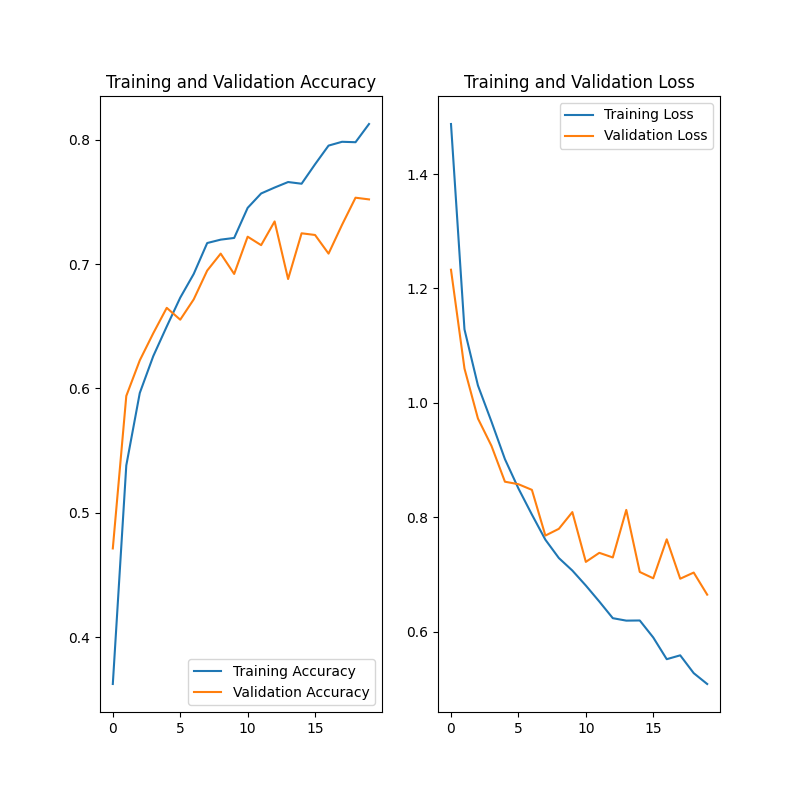 Training and Validation Accuracy
0.8
0.7
0.6
0.5
0.4
0 5 10 15
Training Accuracy
Validation Accuracy
Training and Validation Loss
1.4
1.2
1.0
0.8
0.6
0 5 10 15
Training Loss
Validation Loss